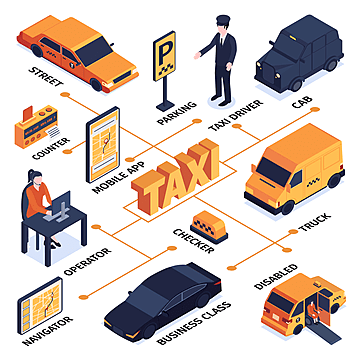 P
STREET
PARKING
TAXI DRIVER
CAB
COUNTER
MOBILE APP
TAXI
TRUCK
CHECKER
OPERATOR
DISABLED
NAVIGATOR
BUSINESS CLASS